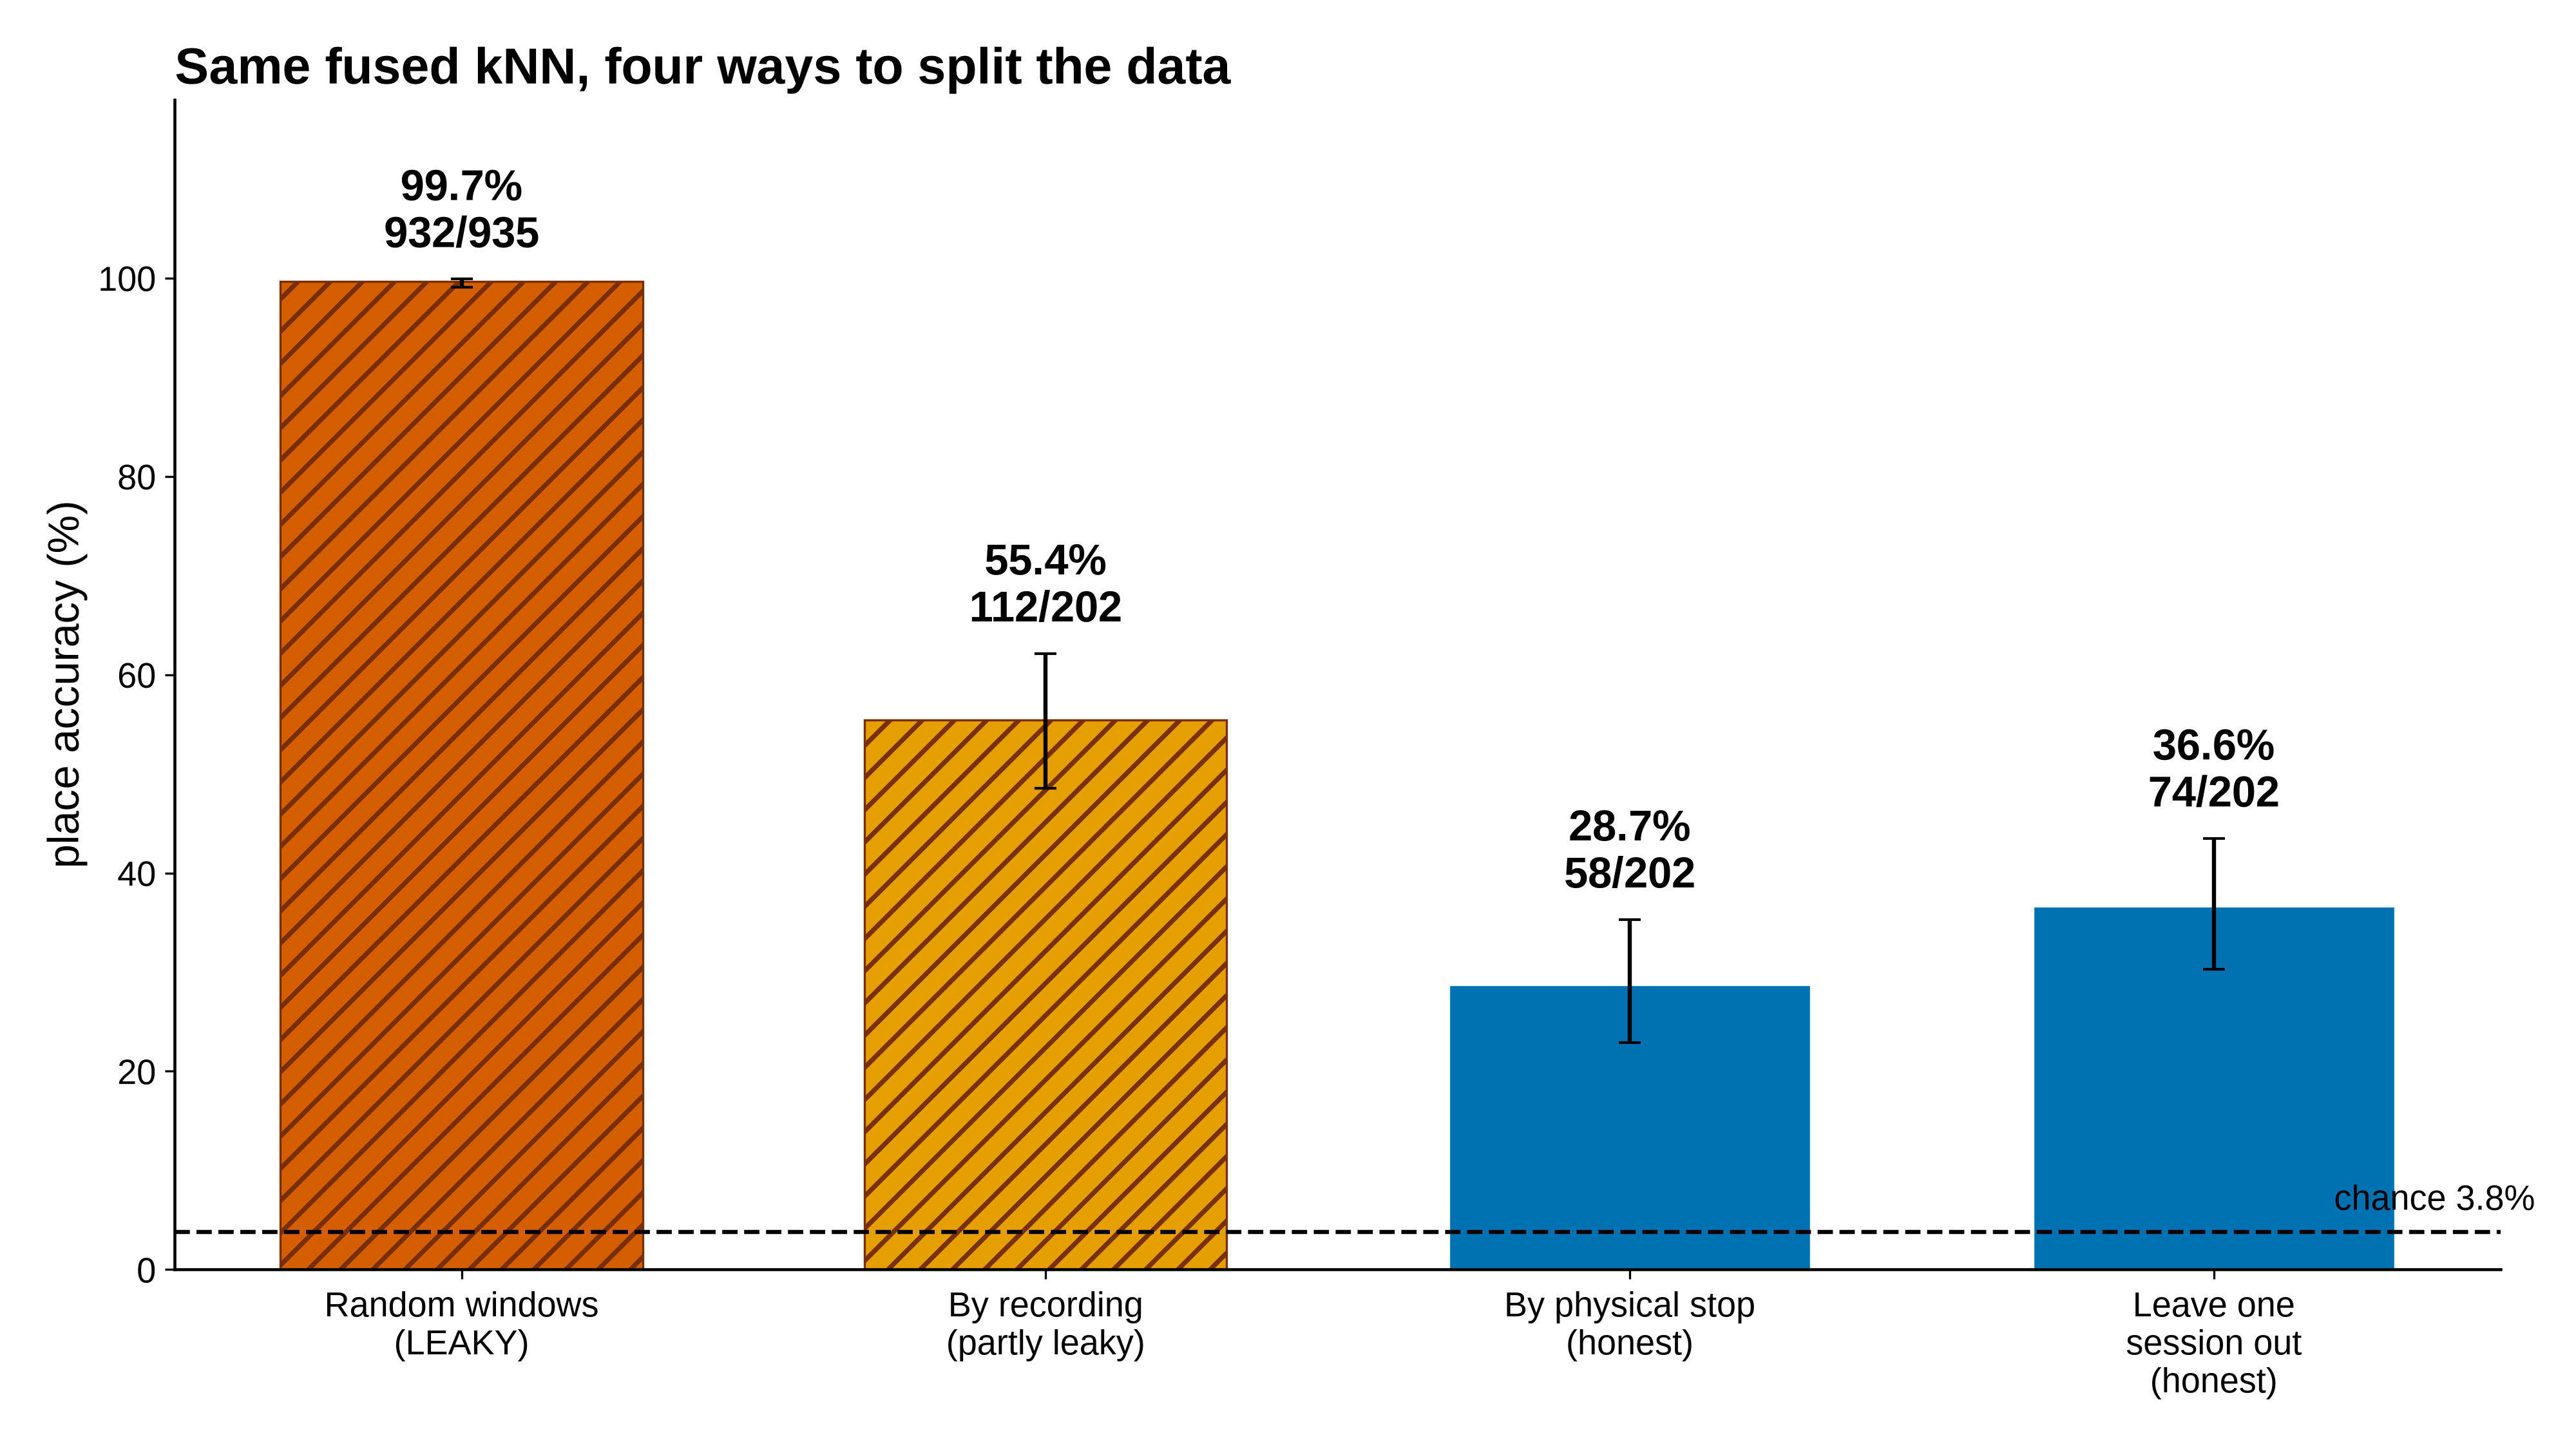 Same fused kNN, four ways to split the data
place accuracy (%)
100
80
60
40
20
0
99.7%
932/935
55.4%
112/202
28.7%
58/202
36.6%
74/202
chance 3.8%
Random windows
(LEAKY)
By recording
(partly leaky)
By physical stop
(honest)
Leave one
session out
(honest)